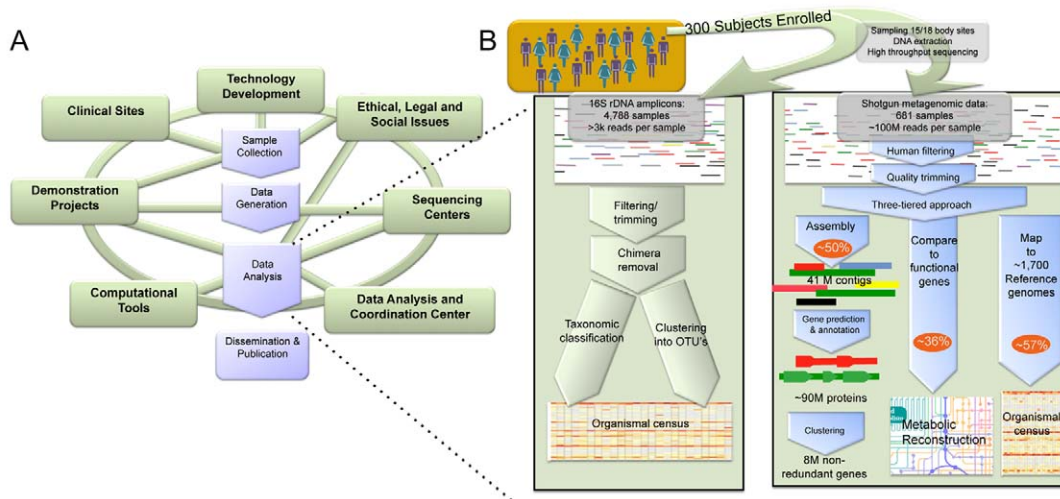 A
Technology
Development
Clinical Sites
Ethical, Legal and
Social Issues
Sample
Collection
Demonstration
Projects
Data
Generation
Sequencing
Centers
Data
Analysis
Computational
Tools
Data Analysis and
Coordination Center
Dissemination &
Publication
B
300 Subjects Enrolled
Sampling 15/18 body sites
DNA extraction
High throughput sequencing
16S rDNA amplicons:
4,788 samples
>3k reads per sample
Filtering/
trimming
Chimera
removal
Taxonomic
classification
Clustering
into OTU's
Organismal census
Shotgun metagenomic data:
681 samples
~100M reads per sample
Human filtering
Quality trimming
Three-tiered approach
Assembly
~50%
41 M contigs
Gene prediction
& annotation
~90M proteins
Clustering
8M non-
redundant genes
Compare
to
functional
genes
~36%
Metabolic
Reconstruction
Map
to
~1,700
Reference
genomes
~57%
Organismal
census